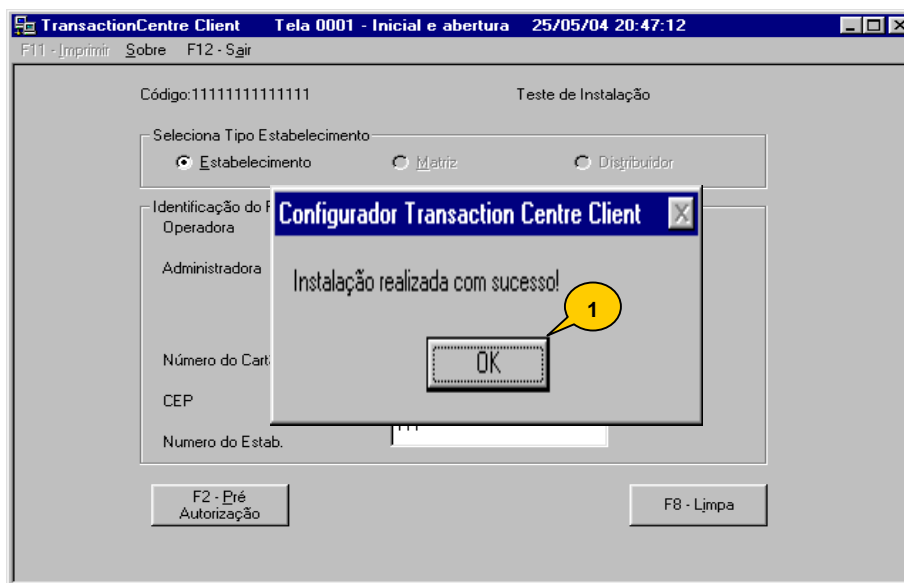 TransactionCentre Client Tela 0001 - Inicial e abertura 25/05/04 20:47:12
F11 - Imprimir Sobre F12 - Sair
Código:11111111111111 Teste de Instalação
Seleciona Tipo Estabelecimento
Estabelecimento Matriz Distribuidor
Identificação do
Operadora
Configurador Transaction Centre Client
Administradora
Instalação realizada com sucesso!
1
OK
Número do
CEP
Numero do Estab.
F2 - Pré
Autorização
F8 - Limpa